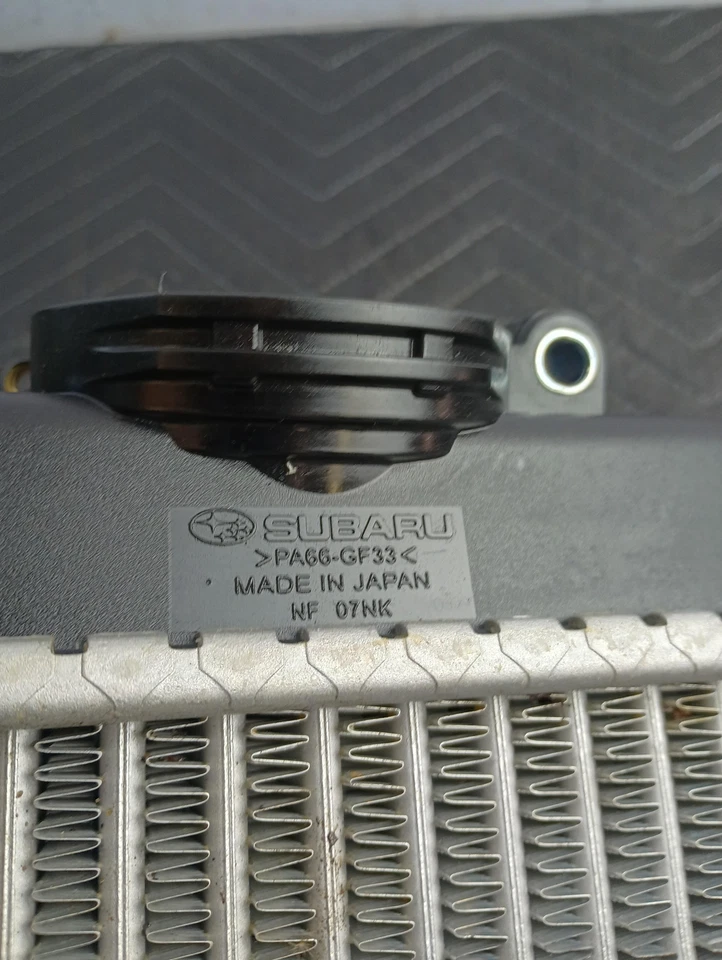 SUBARU
>PA66-GF33<
MADE IN JAPAN
NF 07NK